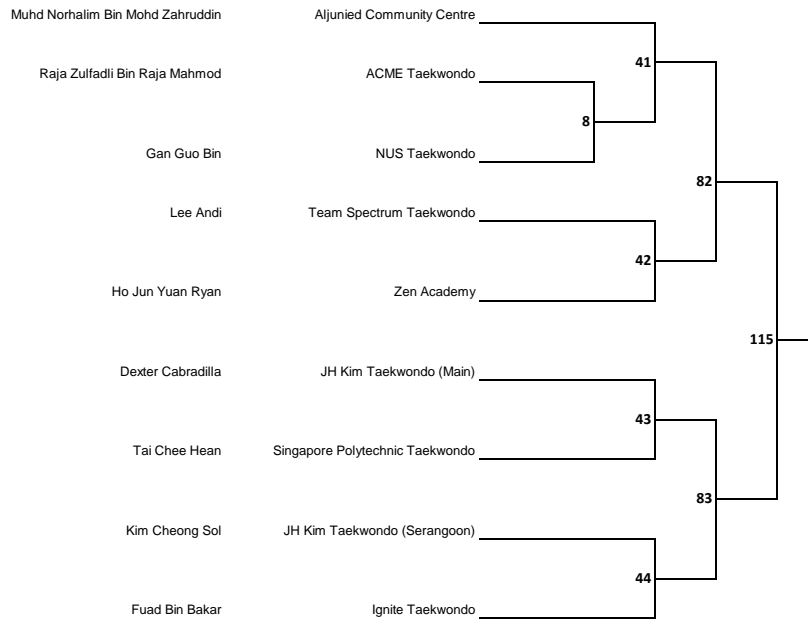 Muhd Norhalim Bin Mohd Zahruddin Aljunied Community Centre
41
Raja Zulfadli Bin Raja Mahmod ACME Taekwondo
8
Gan Guo Bin NUS Taekwondo
82
Lee Andi Team Spectrum Taekwondo
42
Ho Jun Yuan Ryan Zen Academy
115
Dexter Cabradilla JH Kim Taekwondo (Main)
43
Tai Chee Hean Singapore Polytechnic Taekwondo
83
Kim Cheong Sol JH Kim Taekwondo (Serangoon)
44
Fuad Bin Bakar Ignite Taekwondo